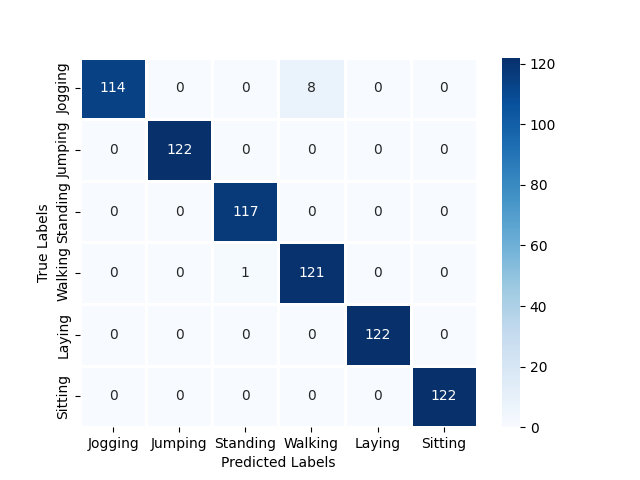 Jogging 114 0 0 8 0 0
Jumping 0 122 0 0 0 0
Standing 0 0 117 0 0 0
Walking 0 0 1 121 0 0
Laying 0 0 0 0 122 0
Sitting 0 0 0 0 0 122
True Labels
Jogging Jumping Standing Walking Laying Sitting
Predicted Labels
120
100
80
60
40
20
0